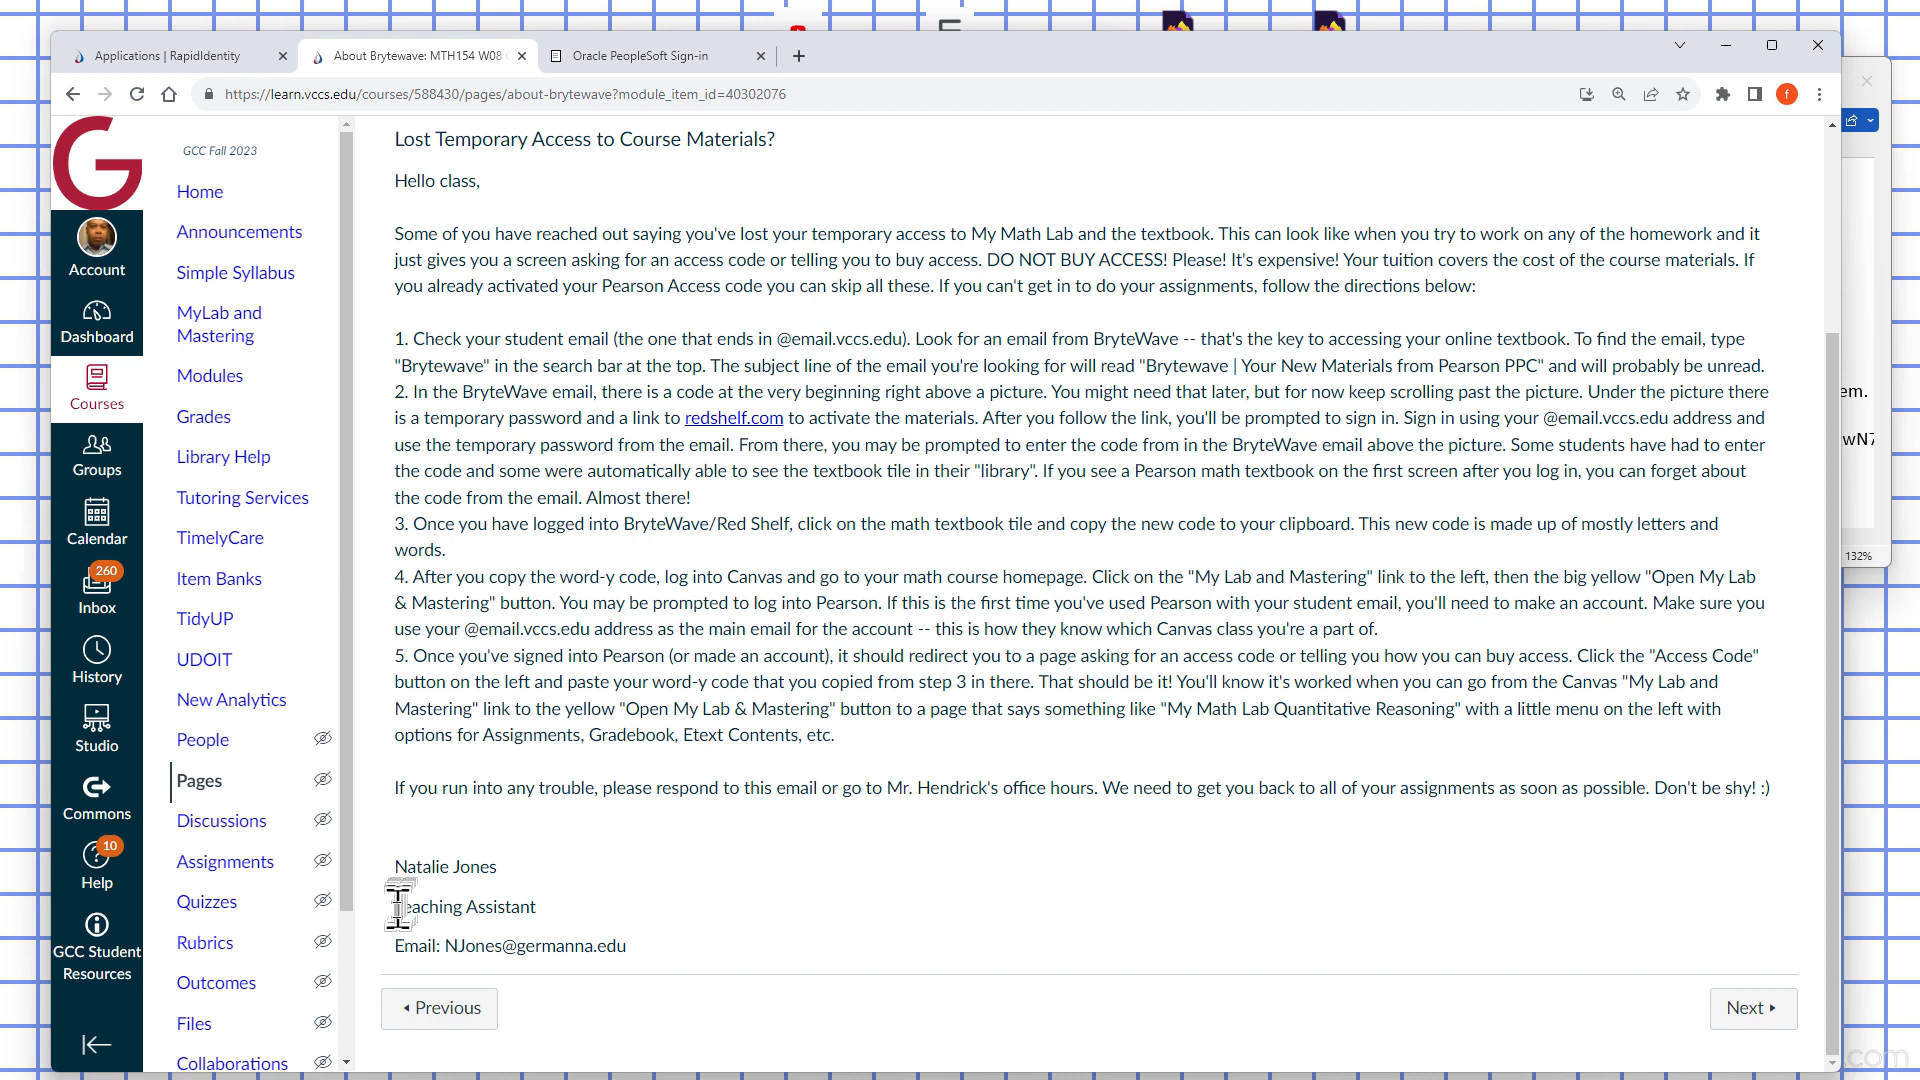 Applications | RapidIdentity
About Brytewave: MTH154 W08
Oracle PeopleSoft Sign-in
https://learn.vccs.edu/courses/588430/pages/about-brytewave?module_item_id=40302076
f
G
Account
Dashboard
Courses
Groups
Calendar
260
Inbox
History
Studio
Commons
10
Help
GCC Student
Resources
GCC Fall 2023
Home
Announcements
Simple Syllabus
MyLab and
Mastering
Modules
Grades
Library Help
Tutoring Services
TimelyCare
Item Banks
TidyUP
UDOIT
New Analytics
People
Pages
Discussions
Assignments
Quizzes
Rubrics
Outcomes
Files
Collaborations
Lost Temporary Access to Course Materials?
Hello class,
Some of you have reached out saying you've lost your temporary access to My Math Lab and the textbook. This can look like when you try to work on any of the homework and it
just gives you a screen asking for an access code or telling you to buy access. DO NOT BUY ACCESS! Please! It's expensive! Your tuition covers the cost of the course materials. If
you already activated your Pearson Access code you can skip all these. If you can't get in to do your assignments, follow the directions below:
1. Check your student email (the one that ends in @email.vccs.edu). Look for an email from BryteWave -- that's the key to accessing your online textbook. To find the email, type
"Brytewave" in the search bar at the top. The subject line of the email you're looking for will read "Brytewave | Your New Materials from Pearson PPC" and will probably be unread.
2. In the BryteWave email, there is a code at the very beginning right above a picture. You might need that later, but for now keep scrolling past the picture. Under the picture there
is a temporary password and a link to redshelf.com to activate the materials. After you follow the link, you'll be prompted to sign in. Sign in using your @email.vccs.edu address and
use the temporary password from the email. From there, you may be prompted to enter the code from in the BryteWave email above the picture. Some students have had to enter
the code and some were automatically able to see the textbook tile in their "library". If you see a Pearson math textbook on the first screen after you log in, you can forget about
the code from the email. Almost there!
3. Once you have logged into BryteWave/Red Shelf, click on the math textbook tile and copy the new code to your clipboard. This new code is made up of mostly letters and
words.
4. After you copy the word-y code, log into Canvas and go to your math course homepage. Click on the "My Lab and Mastering" link to the left, then the big yellow "Open My Lab
& Mastering" button. You may be prompted to log into Pearson. If this is the first time you've used Pearson with your student email, you'll need to make an account. Make sure you
use your @email.vccs.edu address as the main email for the account -- this is how they know which Canvas class you're a part of.
5. Once you've signed into Pearson (or made an account), it should redirect you to a page asking for an access code or telling you how you can buy access. Click the "Access Code"
button on the left and paste your word-y code that you copied from step 3 in there. That should be it! You'll know it's worked when you can go from the Canvas "My Lab and
Mastering" link to the yellow "Open My Lab & Mastering" button to a page that says something like "My Math Lab Quantitative Reasoning" with a little menu on the left with
options for Assignments, Gradebook, Etext Contents, etc.
If you run into any trouble, please respond to this email or go to Mr. Hendrick's office hours. We need to get you back to all of your assignments as soon as possible. Don't be shy! :)
Natalie Jones
Teaching Assistant
Email: NJones@germanna.edu
Previous
Next
em.
wN7
132%
.com